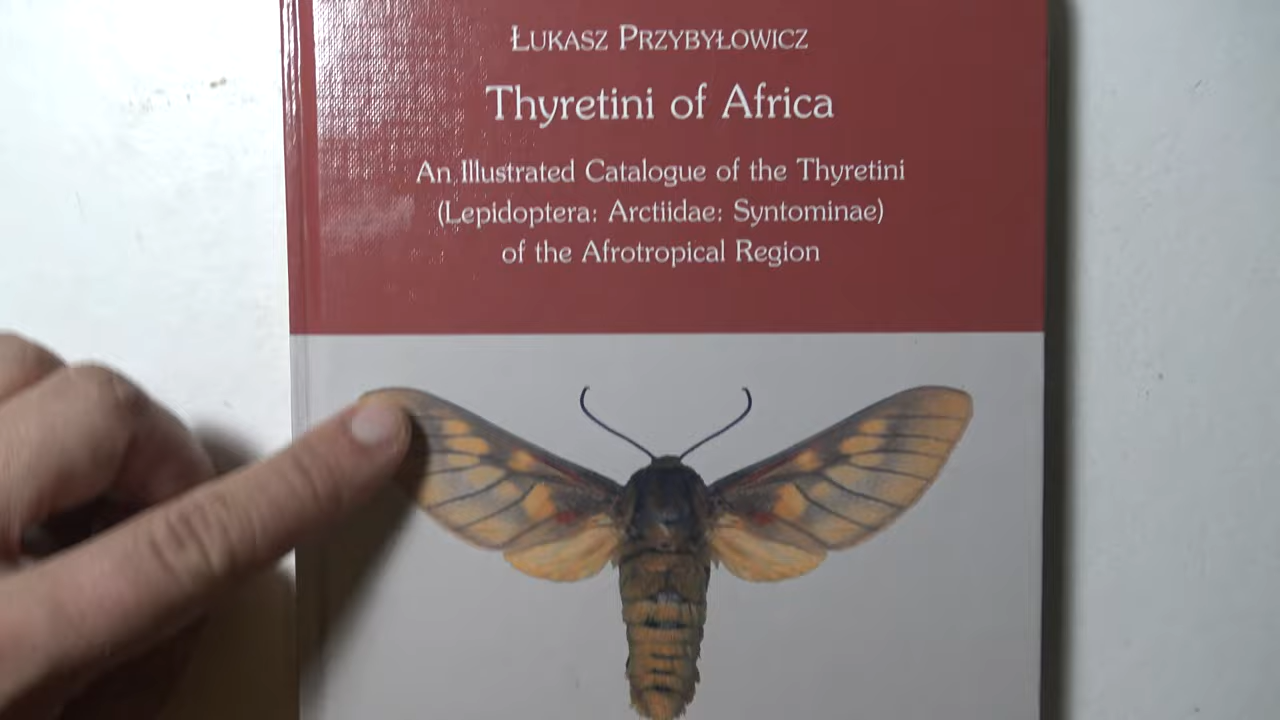 ŁUKASZ PRZYBYŁOWICZ
Thyretini of Africa
An Illustrated Catalogue of the Thyretini
(Lepidoptera: Arctiidae: Syntominae)
of the Afrotropical Region